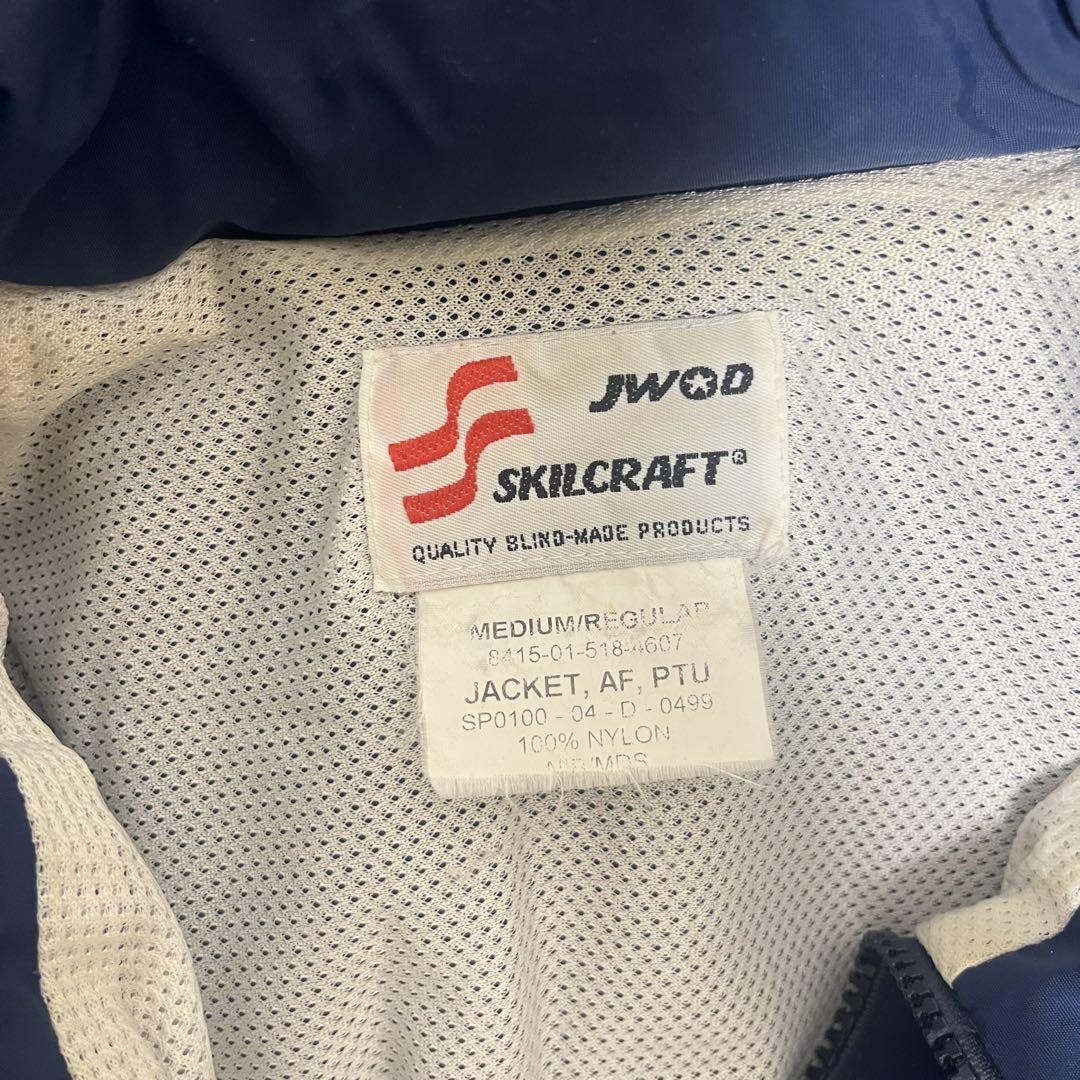 JWOD
SKILCRAFT®
QUALITY BLIND-MADE PRODUCTS
MEDIUM/REGULAR
8415-01-518-4607
JACKET, AF, PTU
SP0100 - 04 - D - 0499
100% NYLON